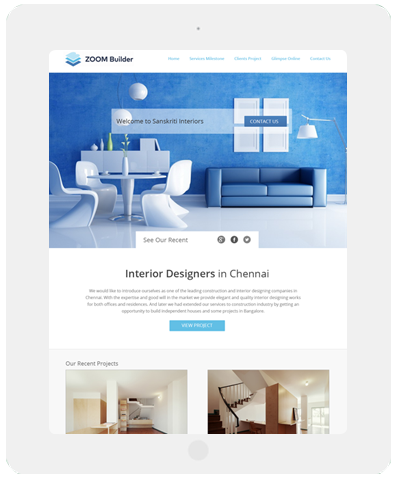 ZOOM Builder
Home Services Milestone Clients Project Glimpse Online Contact Us
Welcome to Sanskriti Interiors
CONTACT US
See Our Recent
Interior Designers in Chennai
We would like to introduce ourselves as one of the leading construction and interior designing companies in
Chennai. With the expertise and good will in the market we provide elegant and quality interior designing works
for both offices and residences. And later we had extended our services to construction industry by getting an
opportunity to build independent houses and some projects in Bangalore.
VIEW PROJECT
Our Recent Projects